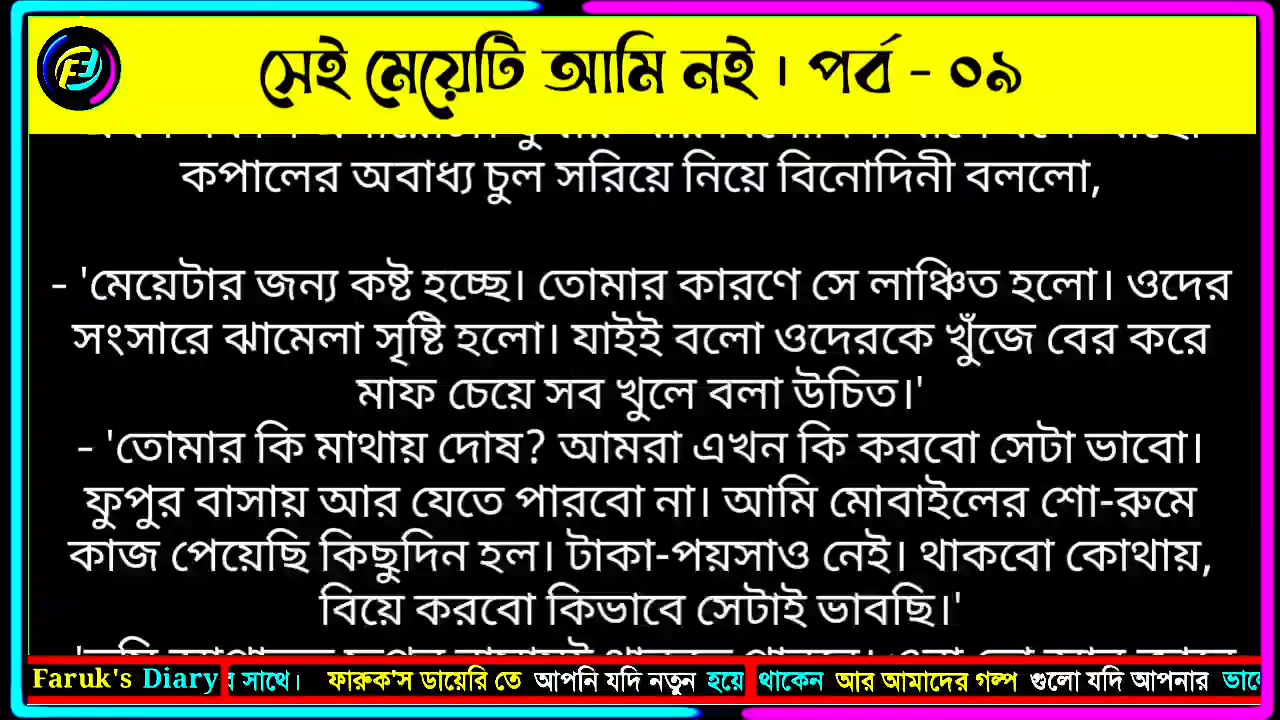 সেই মেয়েটি আমি নই । পর্ব - ০৯
কপালের অবাধ্য চুল সরিয়ে নিয়ে বিনোদিনী বললো,
- 'মেয়েটার জন্য কষ্ট হচ্ছে। তোমার কারণে সে লাঞ্চিত হলো। ওদের
সংসারে ঝামেলা সৃষ্টি হলো। যাইই বলো ওদেরকে খুঁজে বের করে
মাফ চেয়ে সব খুলে বলা উচিত।'
- 'তোমার কি মাথায় দোষ? আমরা এখন কি করবো সেটা ভাবো।
ফুপুর বাসায় আর যেতে পারবো না। আমি মোবাইলের শো-রুমে
কাজ পেয়েছি কিছুদিন হল। টাকা-পয়সাও নেই। থাকবো কোথায়,
বিয়ে করবো কিভাবে সেটাই ভাবছি।'
Faruk's Diary সাথে। ফারুক'স ডায়েরি তে আপনি যদি নতুন হয়ে থাকেন আর আমাদের গল্প গুলো যদি আপনার